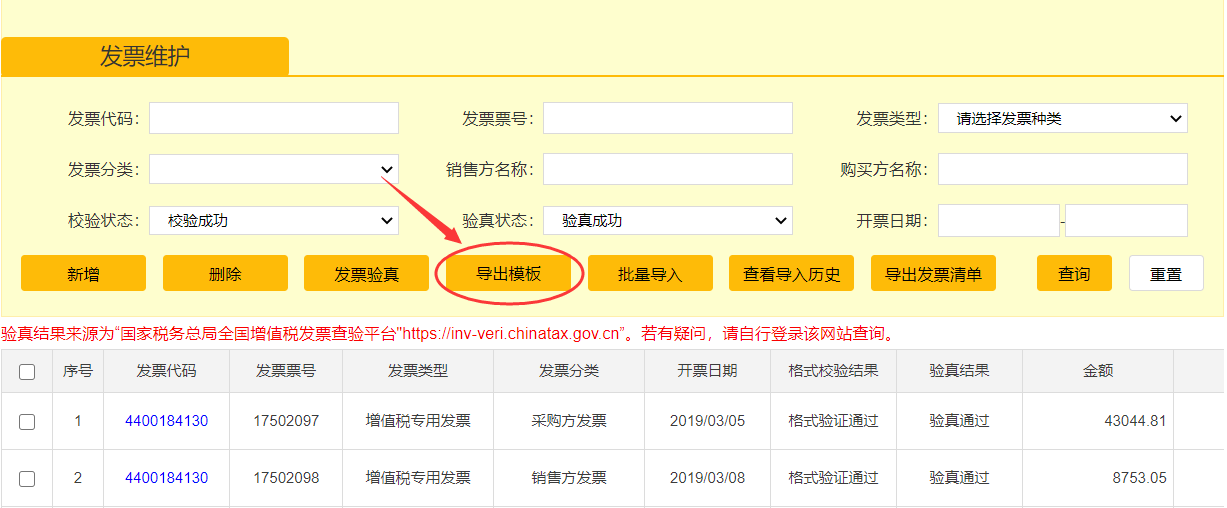 发票维护
发票代码： 发票票号： 发票类型： 请选择发票种类
发票分类： 销售方名称： 购买方名称：
校验状态： 校验成功 验真状态： 验真成功 开票日期： -
新增 删除 发票验真 导出模板 批量导入 查看导入历史 导出发票清单 查询 重置
验真结果来源为“国家税务总局全国增值税发票查验平台"https://inv-veri.chinatax.gov.cn”。若有疑问，请自行登录该网站查询。
序号 发票代码 发票票号 发票类型 发票分类 开票日期 格式校验结果 验真结果 金额
1 4400184130 17502097 增值税专用发票 采购方发票 2019/03/05 格式验证通过 验真通过 43044.81
2 4400184130 17502098 增值税专用发票 销售方发票 2019/03/08 格式验证通过 验真通过 8753.05